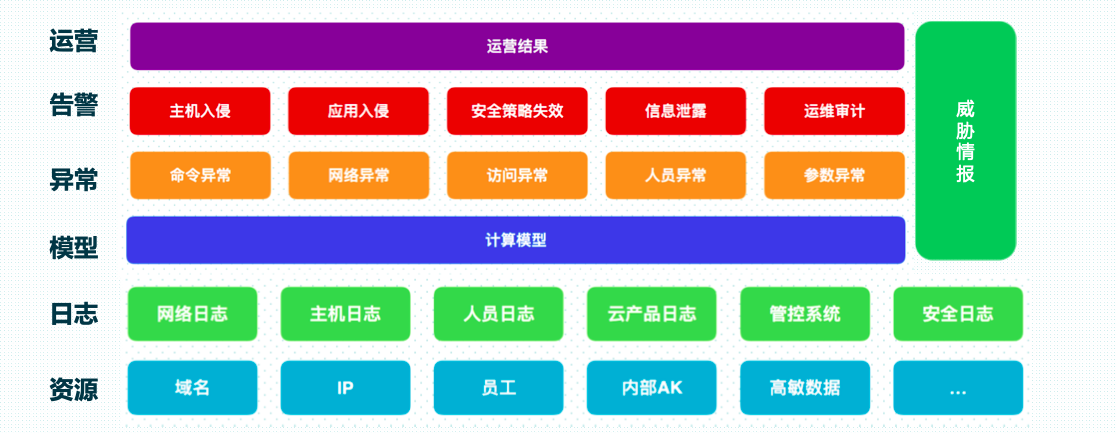 运营
运营结果
告警
主机入侵
应用入侵
安全策略失效
信息泄露
运维审计
异常
命令异常
网络异常
访问异常
人员异常
参数异常
模型
计算模型
威
胁
情
报
日志
网络日志
主机日志
人员日志
云产品日志
管控系统
安全日志
资源
域名
IP
员工
内部AK
高敏数据
...